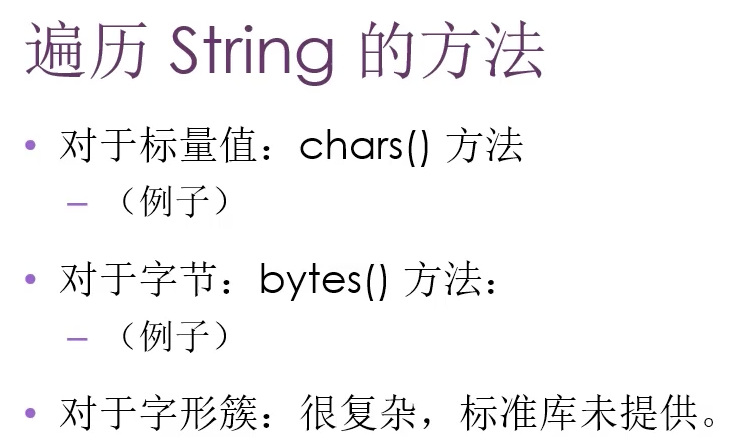 遍历 String 的方法
• 对于标量值：chars() 方法
– （例子）
• 对于字节：bytes() 方法：
– （例子）
• 对于字形簇：很复杂，标准库未提供。